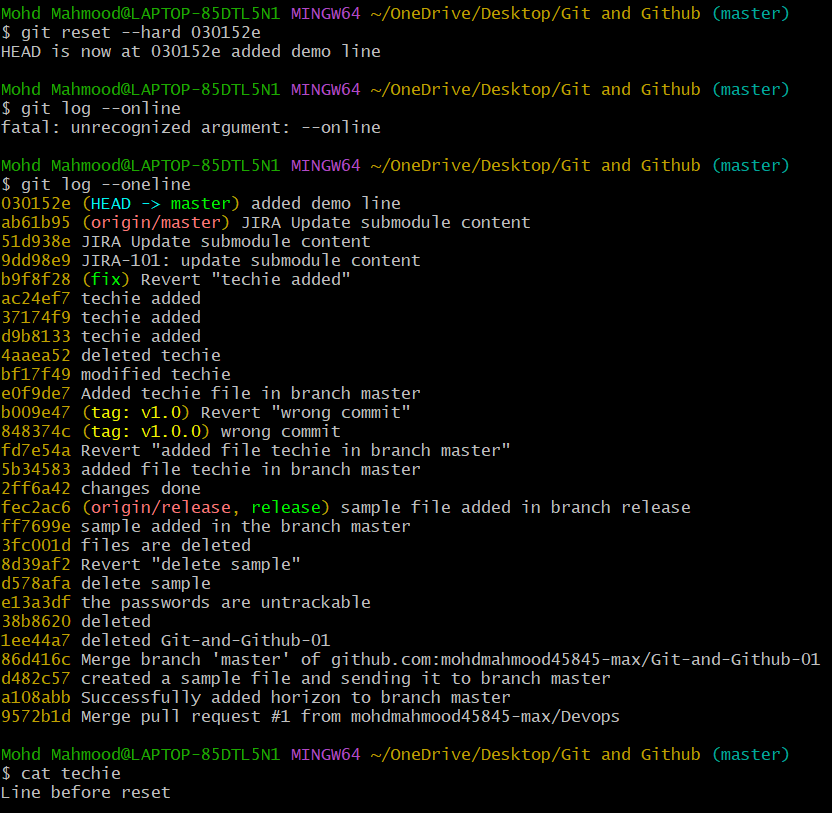 Mohd Mahmood@LAPTOP-85DTL5N1 MINGW64 ~/OneDrive/Desktop/Git and Github (master)
$ git reset --hard 030152e
HEAD is now at 030152e added demo line
Mohd Mahmood@LAPTOP-85DTL5N1 MINGW64 ~/OneDrive/Desktop/Git and Github (master)
$ git log --online
fatal: unrecognized argument: --online
Mohd Mahmood@LAPTOP-85DTL5N1 MINGW64 ~/OneDrive/Desktop/Git and Github (master)
$ git log --oneline
030152e (HEAD -> master) added demo line
ab61b95 (origin/master) JIRA Update submodule content
51d938e JIRA Update submodule content
9dd98e9 JIRA-101: update submodule content
b9f8f28 (fix) Revert "techie added"
ac24ef7 techie added
37174f9 techie added
d9b8133 techie added
4aaea52 deleted techie
bf17f49 modified techie
e0f9de7 Added techie file in branch master
b009e47 (tag: v1.0) Revert "wrong commit"
848374c (tag: v1.0.0) wrong commit
fd7e54a Revert "added file techie in branch master"
5b34583 added file techie in branch master
2ff6a42 changes done
fec2ac6 (origin/release, release) sample file added in branch release
ff7699e sample added in the branch master
3fc001d files are deleted
8d39af2 Revert "delete sample"
d578afa delete sample
e13a3df the passwords are untrackable
38b8620 deleted
1ee44a7 deleted Git-and-Github-01
86d416c Merge branch 'master' of github.com:mohdmahmood45845-max/Git-and-Github-01
d482c57 created a sample file and sending it to branch master
a108abb Successfully added horizon to branch master
9572b1d Merge pull request #1 from mohdmahmood45845-max/Devops
Mohd Mahmood@LAPTOP-85DTL5N1 MINGW64 ~/OneDrive/Desktop/Git and Github (master)
$ cat techie
Line before reset